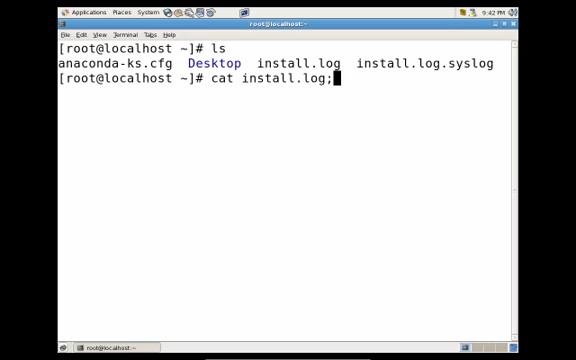 Applications Places System 9:42 PM
root@localhost:~
File Edit View Terminal Tabs Help
[root@localhost ~]# ls
anaconda-ks.cfg Desktop install.log install.log.syslog
[root@localhost ~]# cat install.log;
root@localhost:~